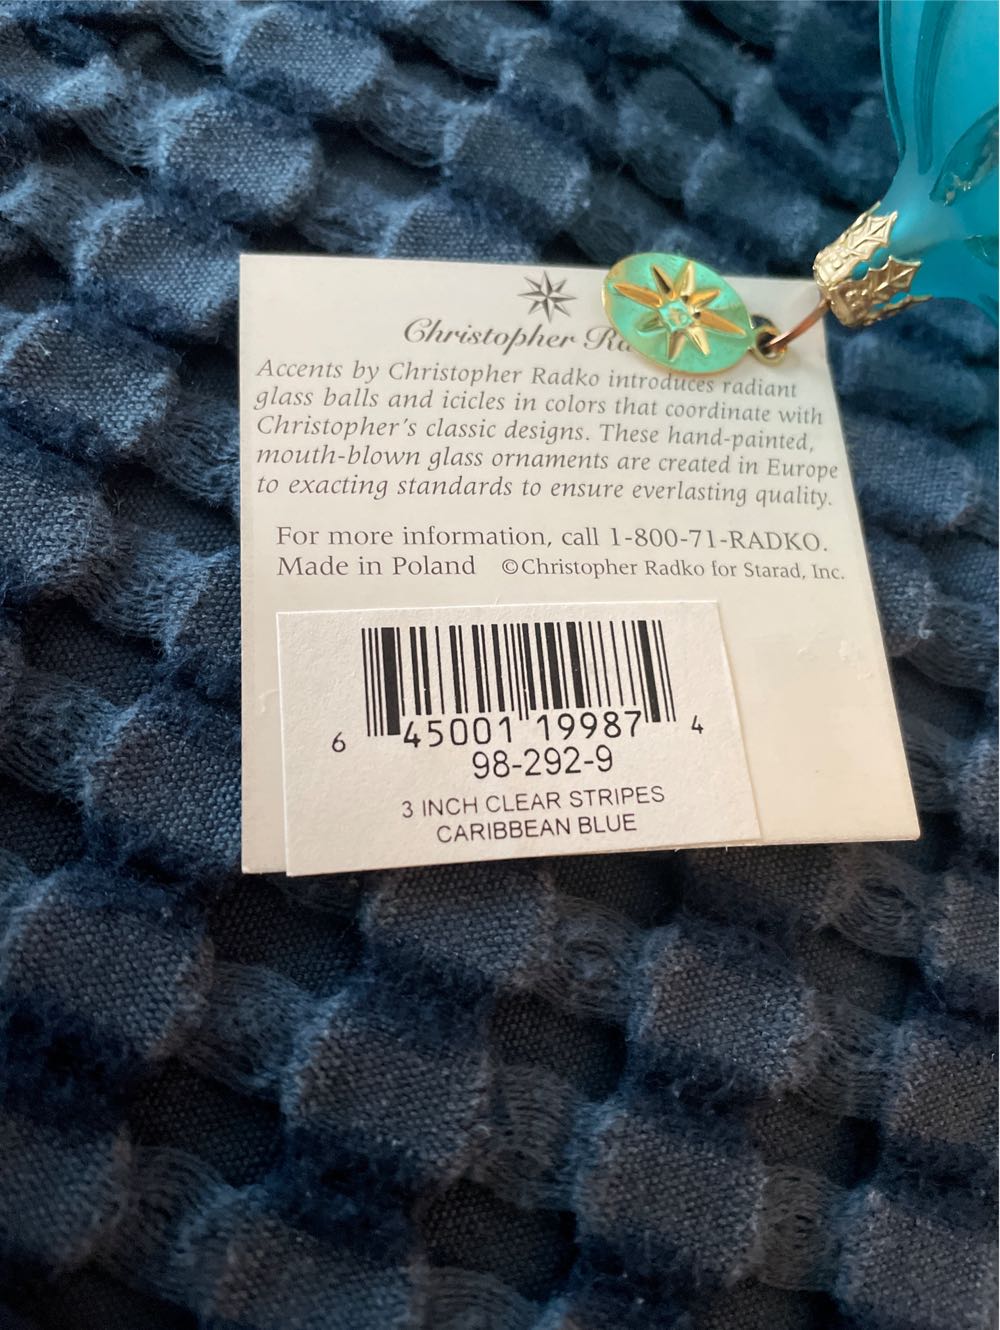 Christopher
Accents by Christopher Radko introduces radiant
glass balls and icicles in colors that coordinate with
Christopher's classic designs. These hand-painted,
mouth-blown glass ornaments are created in Europe
to exacting standards to ensure everlasting quality.
For more information, call 1-800-71-RADKO.
Made in Poland ©Christopher Radko for Starad, Inc.
6 45001 19987 4
98-292-9
3 INCH CLEAR STRIPES
CARIBBEAN BLUE